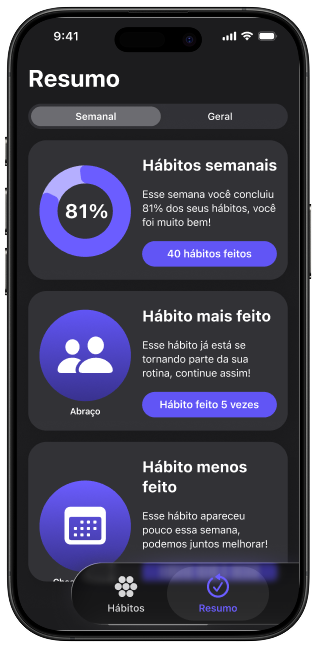 9:41
Resumo
Semanal
Geral
Hábitos semanais
81%
Esse semana você concluiu
81% dos seus hábitos, você
foi muito bem!
40 hábitos feitos
Hábito mais feito
Esse hábito já está se
tornando parte da sua
rotina, continue assim!
Abraço
Hábito feito 5 vezes
Hábito menos
feito
Esse hábito apareceu
pouco essa semana,
podemos juntos melhorar!
Hábitos
Resumo